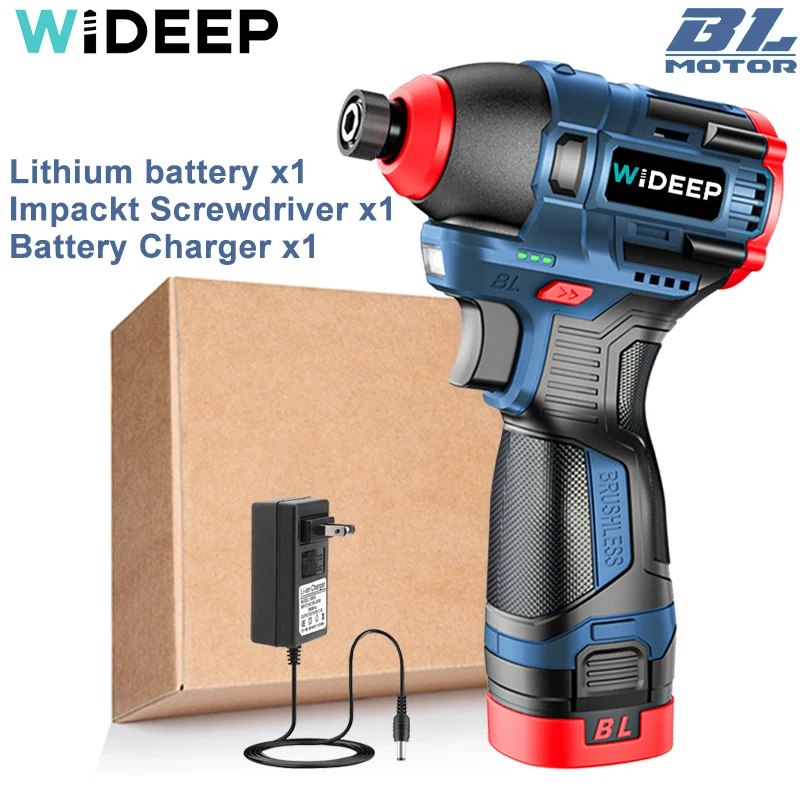 WiDEEP
BL
MOTOR
Lithium battery x1
Impackt Screwdriver x1
Battery Charger x1
WiDEEP
BL
>>
BRUSHLESS
Li-ion Charger
BL